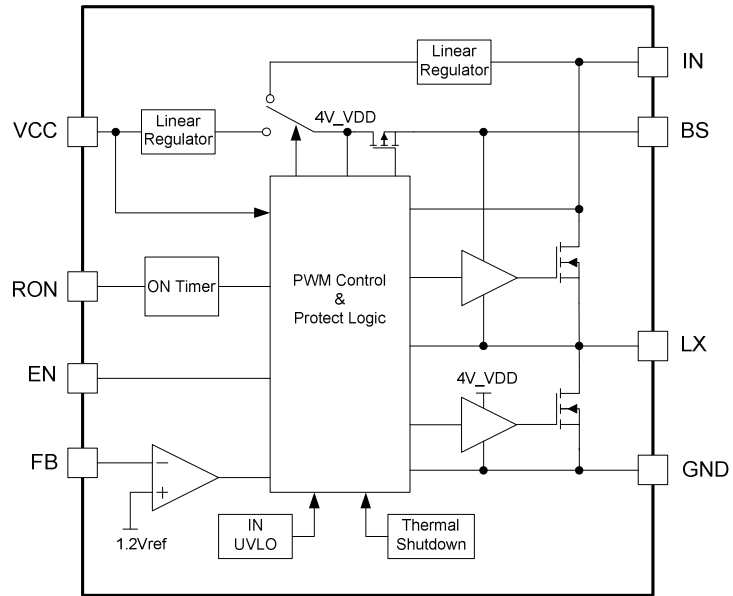 Linear
Regulator
IN
VCC
Linear
Regulator
4V_VDD
BS
RON
ON Timer
PWM Control
&
Protect Logic
EN
LX
4V_VDD
FB
−
+
1.2Vref
GND
IN
UVLO
Thermal
Shutdown